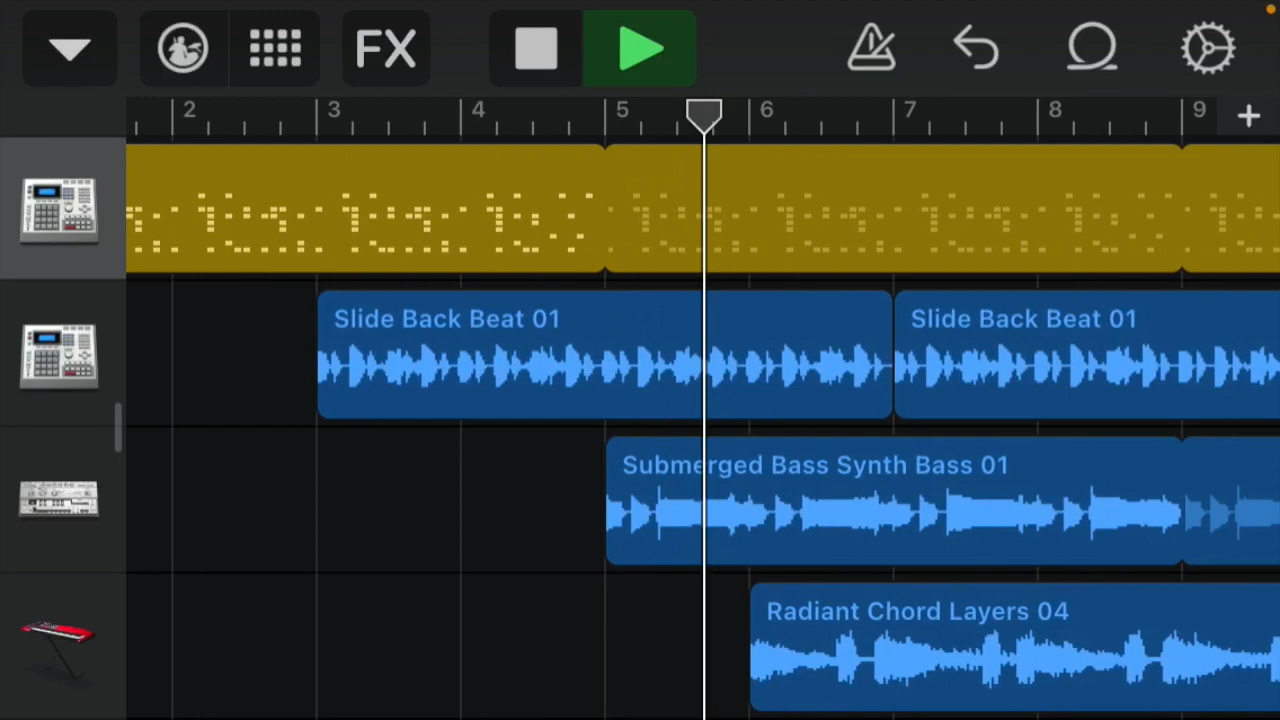 FX
2 3 4 5 6 7 8 9 +
Slide Back Beat 01 Slide Back Beat 01
Submerged Bass Synth Bass 01
Radiant Chord Layers 04